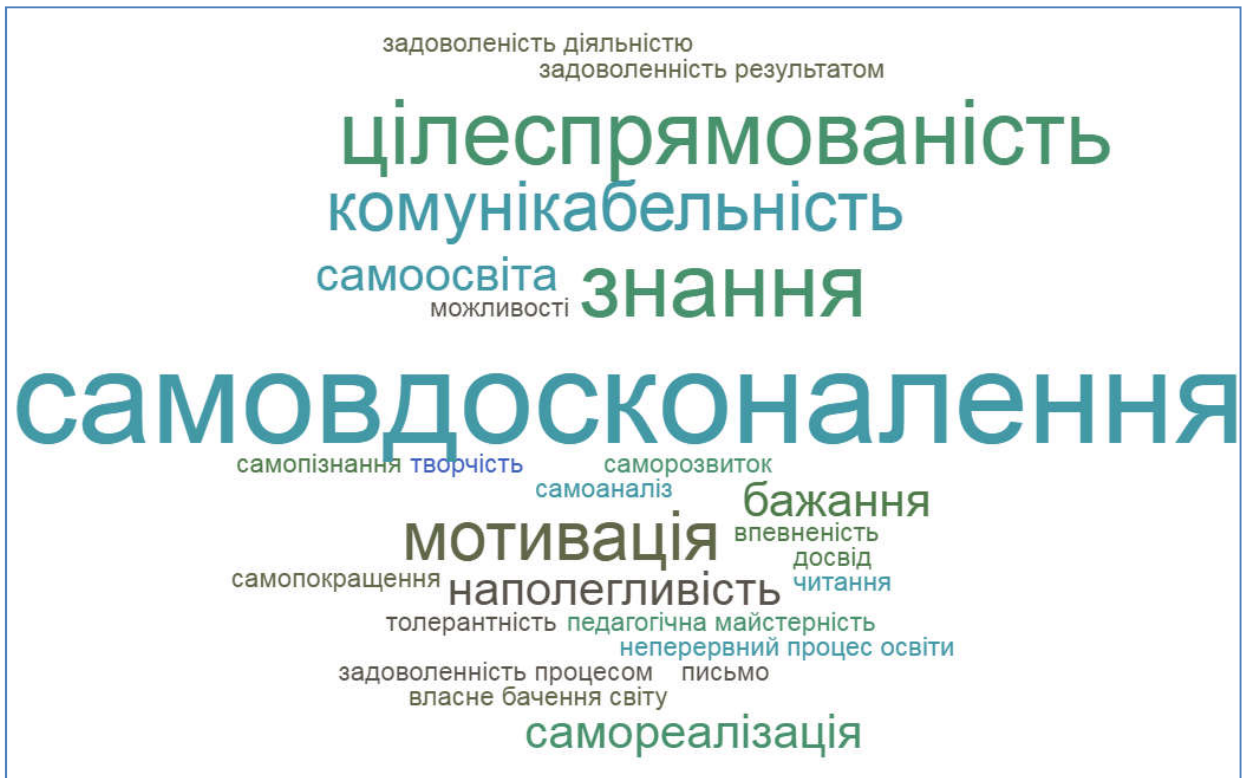 задоволеність діяльністю
задоволенність результатом
цілеспрямованість
комунікабельність
самоосвіта
знання
можливості
самовдосконалення
самопізнання
творчість
саморозвиток
самоаналіз
бажання
мотивація
впевненість
досвід
самопокращення
наполегливість
читання
толерантність
педагогічна майстерність
неперервний процес освіти
задоволенність процесом
письмо
власне бачення світу
самореалізація